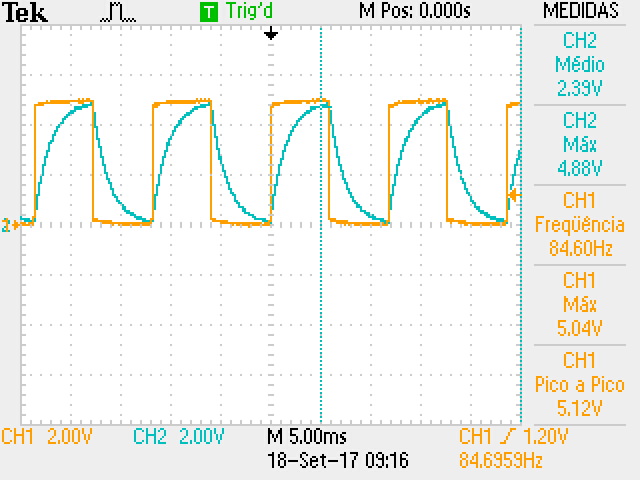 Tek
T Trig'd
M Pos: 0.000s
MEDIDAS
CH2
Médio
2.39V
CH2
Máx
4.88V
CH1
Freqüência
84.60Hz
CH1
Máx
5.04V
CH1
Pico a Pico
5.12V
2
CH1 2.00V
CH2 2.00V
M 5.00ms
CH1 / 1.20V
18-Set-17 09:16
84.6959Hz